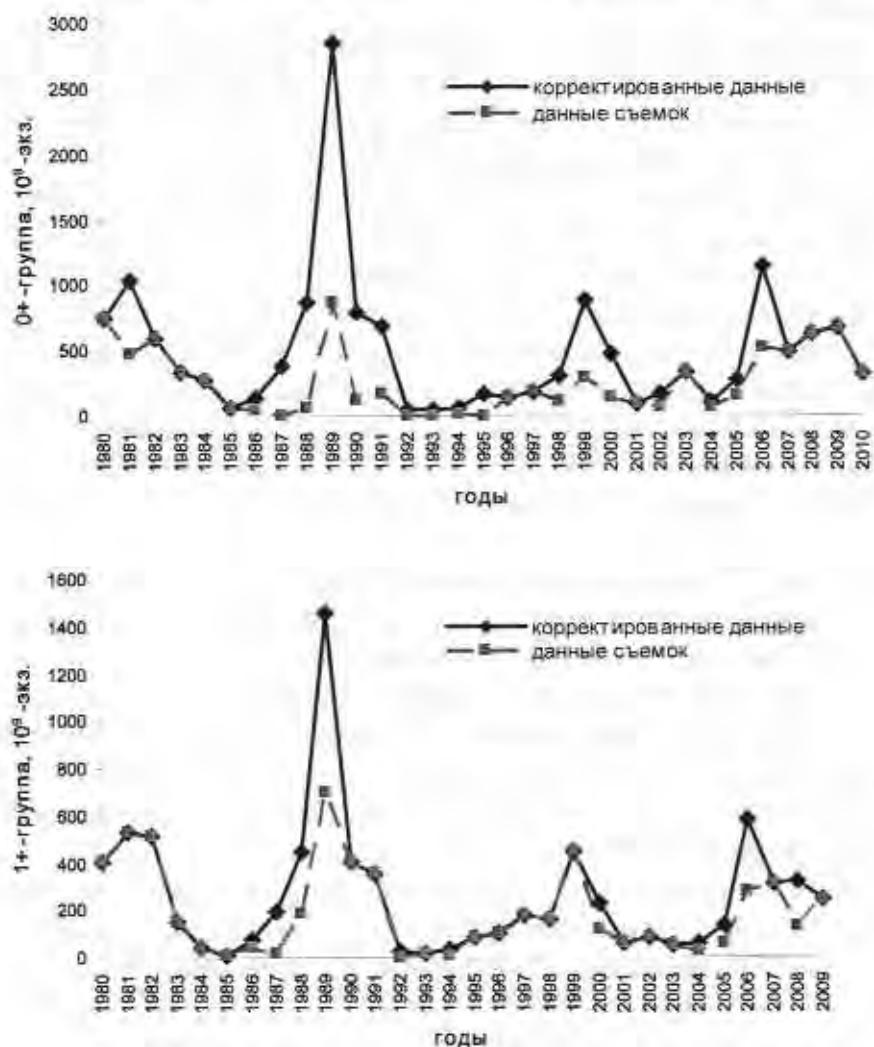 3000
2500
2000
1500
1000
500
0
0+-группа, 10⁹ -экз.
корректированные данные
данные съемок
1980 1981 1982 1983 1984 1985 1986 1987 1988 1989 1990 1991 1992 1993 1994 1995 1996 1997 1998 1999 2000 2001 2002 2003 2004 2005 2006 2007 2008 2009 2010
годы
1600
1400
1200
1000
800
600
400
200
0
1+-группа, 10⁹ -экз.
корректированные данные
данные съемок
1980 1981 1982 1983 1984 1985 1986 1987 1988 1989 1990 1991 1992 1993 1994 1995 1996 1997 1998 1999 2000 2001 2002 2003 2004 2005 2006 2007 2008 2009
годы